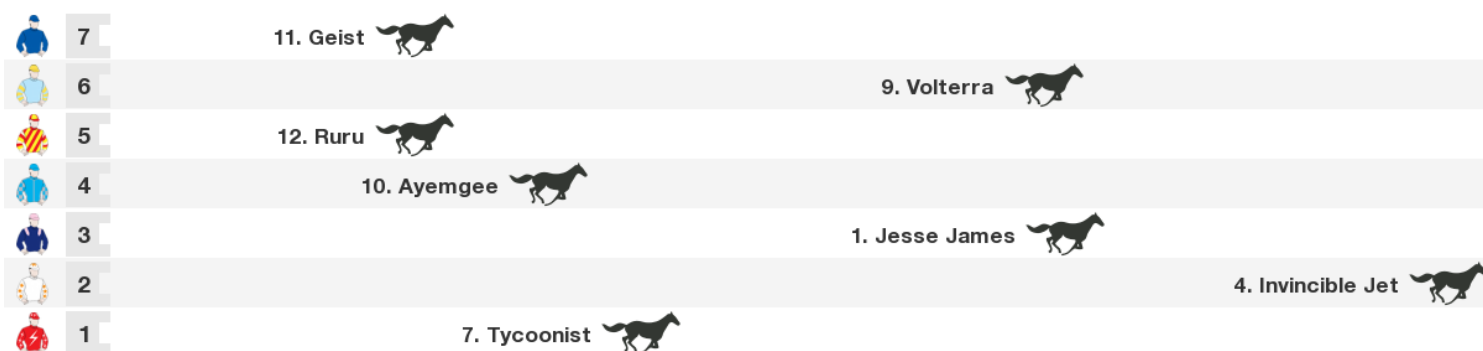 7 11. Geist
6 9. Volterra
5 12. Ruru
4 10. Ayemgee
3 1. Jesse James
2 4. Invincible Jet
1 7. Tycoonist